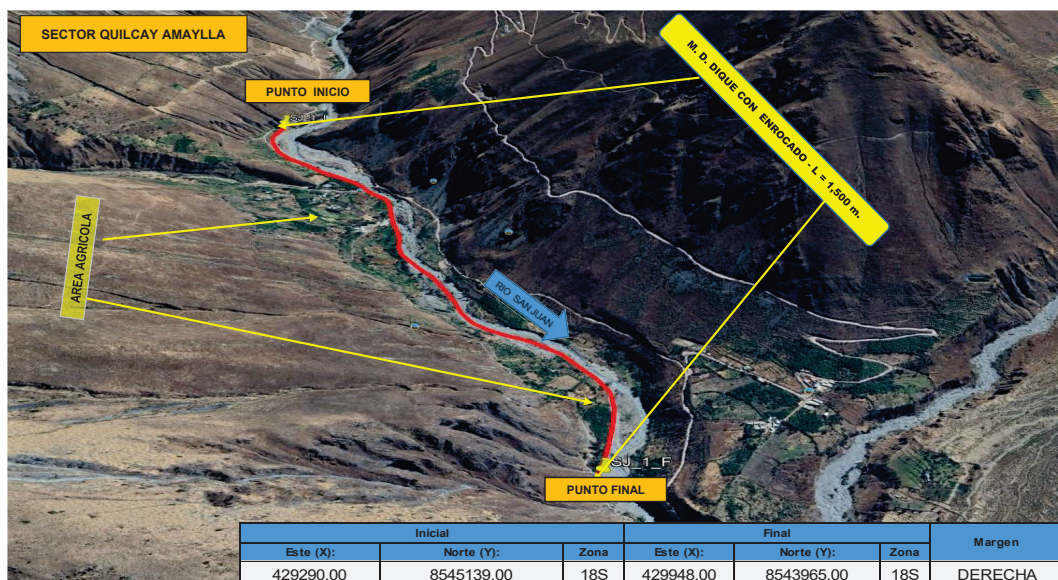 SECTOR QUILCAY AMAYLLA
PUNTO INICIO
SJ_1_I
M. D. DIQUE CON ENROCADO - L = 1,500 m.
AREA AGRICOLA
RIO SAN JUAN
SJ_1_F
PUNTO FINAL
Inicial Final Margen
Este (X): Norte (Y): Zona Este (X): Norte (Y): Zona
429290.00 8545139.00 18S 429948.00 8543965.00 18S DERECHA